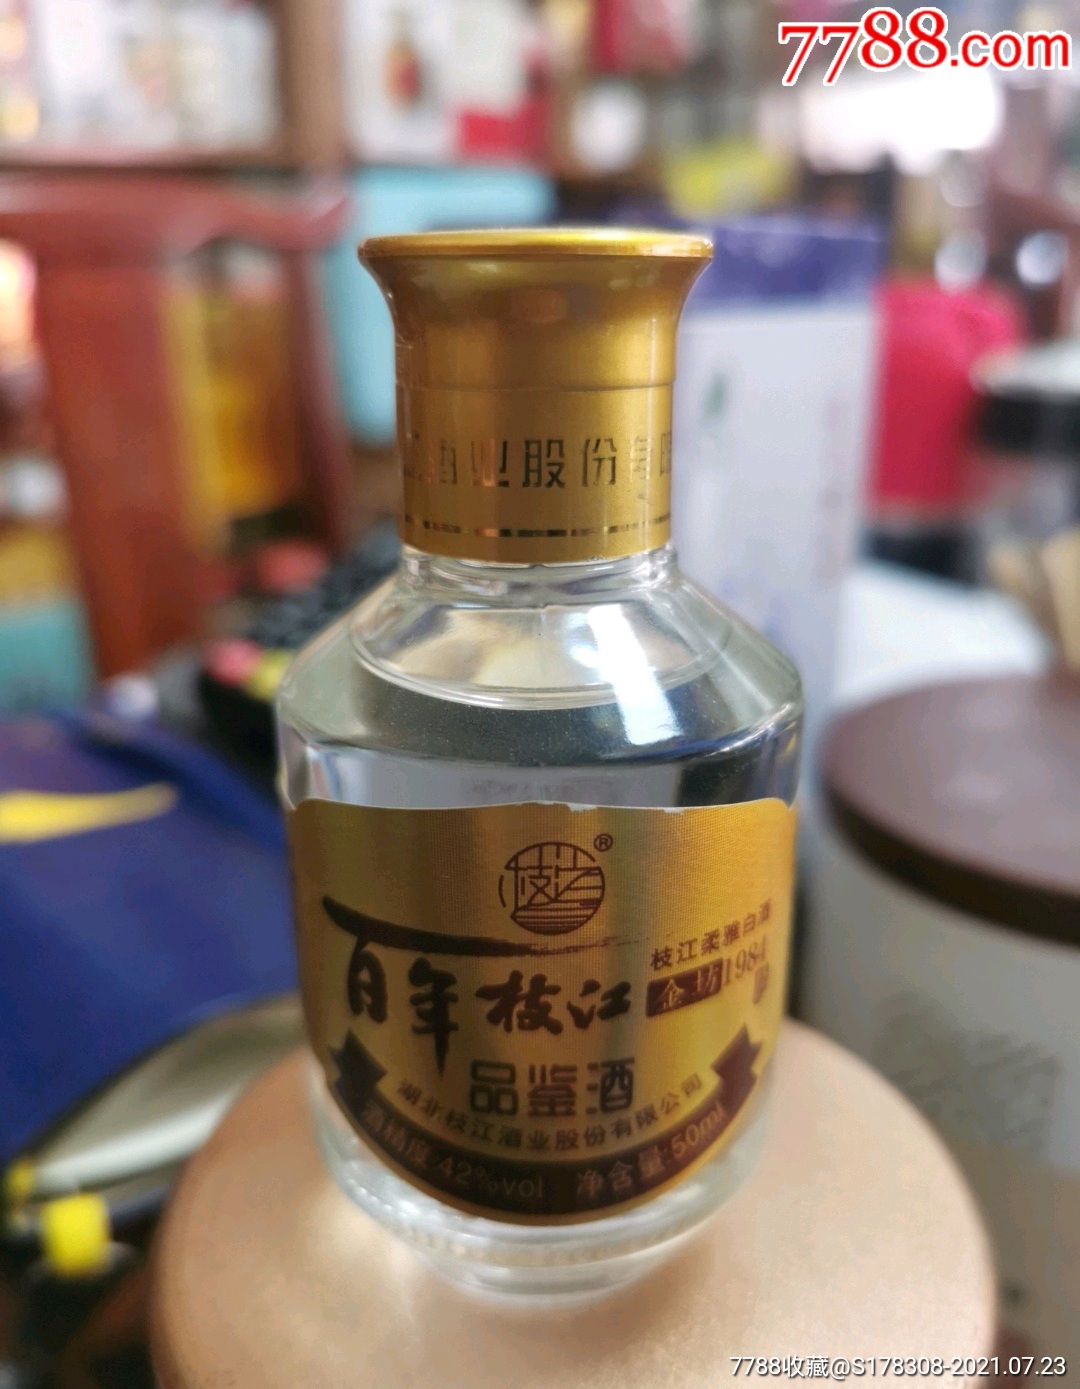 7788.com
酒业股份有限
枝江
®
百年枝江
枝江柔雅白酒
金坊1984
品鉴酒
湖北枝江酒业股份有限公司
酒精度:42%vol 净含量:50ml
7788收藏@S178308-2021.07.23